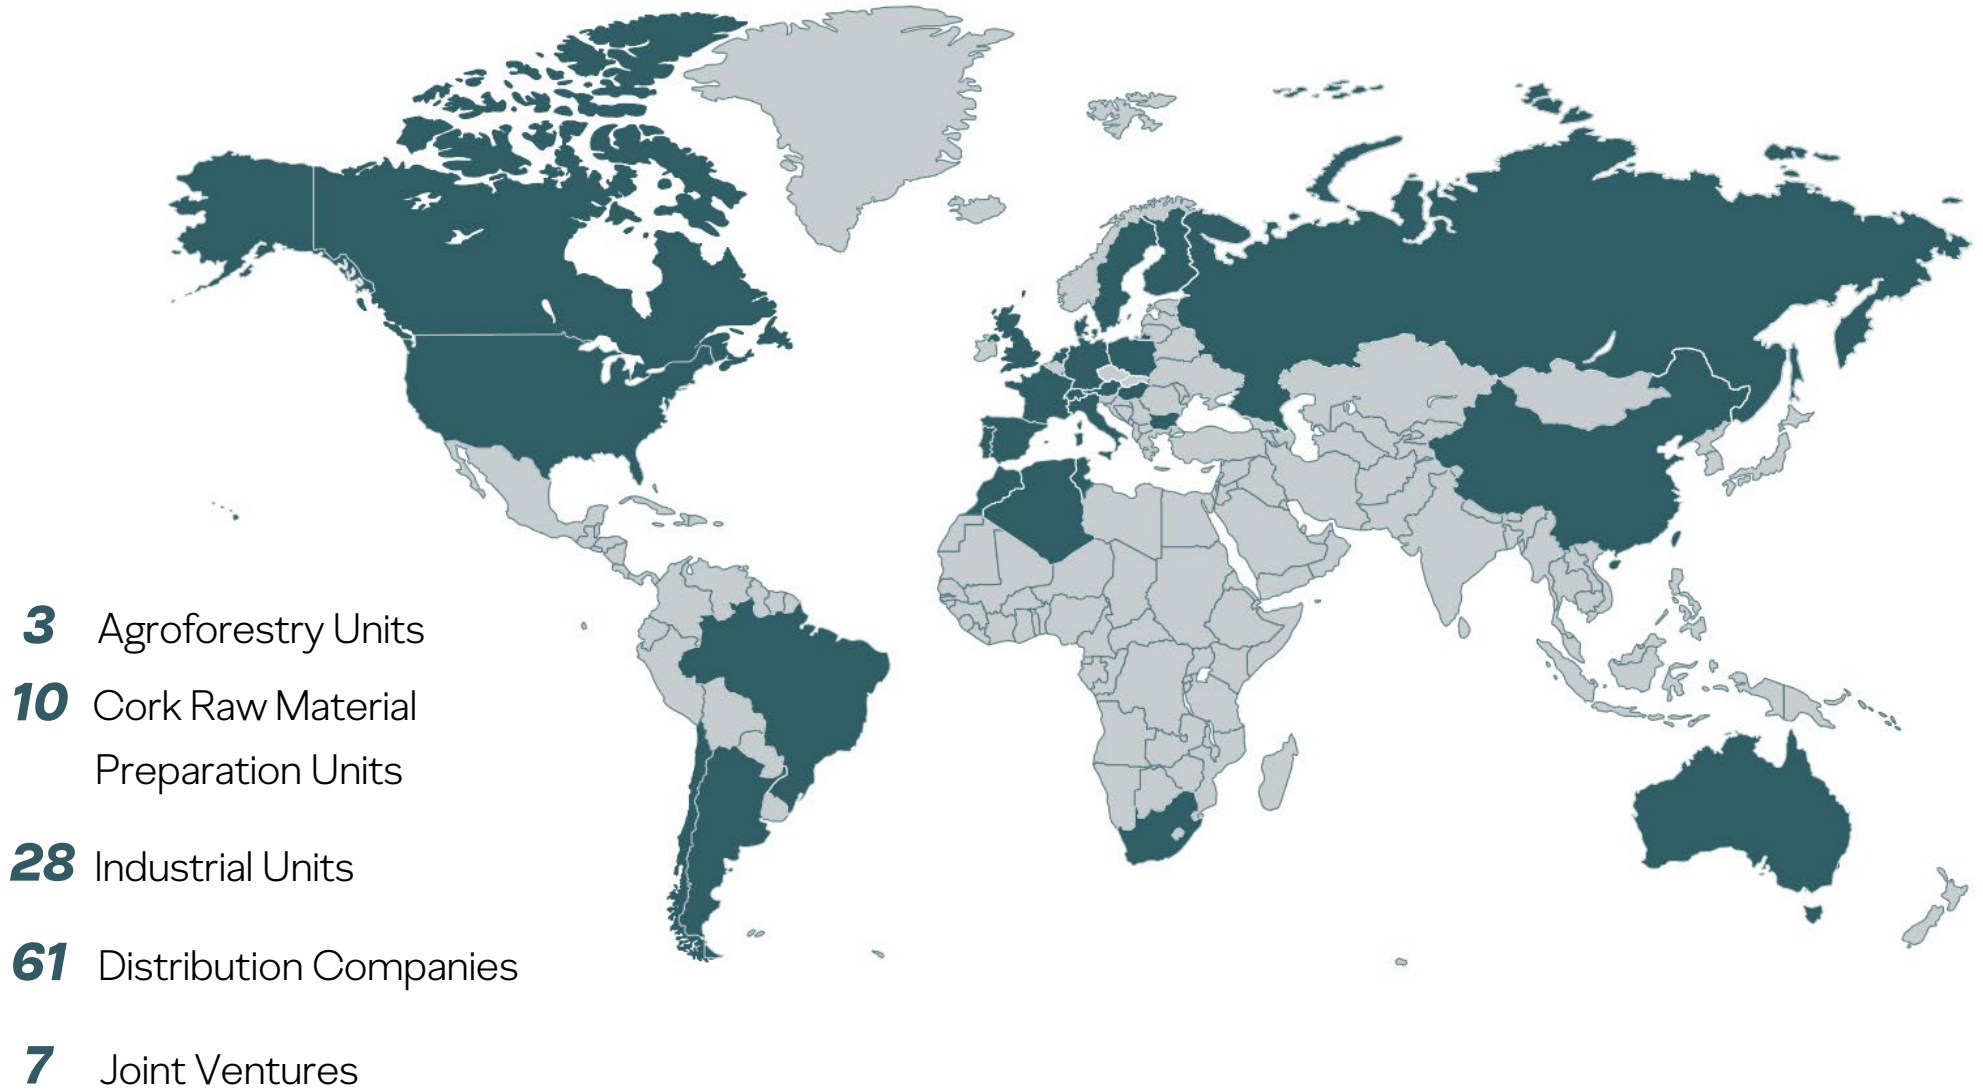 3 Agroforestry Units
10 Cork Raw Material
Preparation Units
28 Industrial Units
61 Distribution Companies
7 Joint Ventures